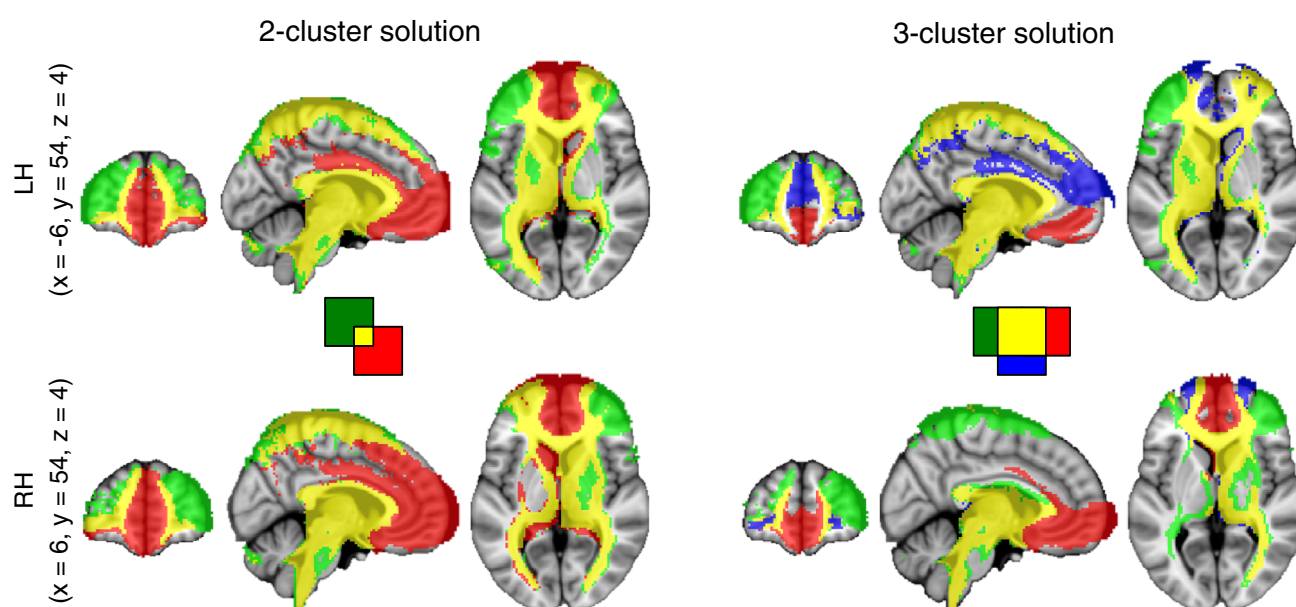 2-cluster solution
3-cluster solution
LH
(x = -6, y = 54, z = 4)
RH
(x = 6, y = 54, z = 4)